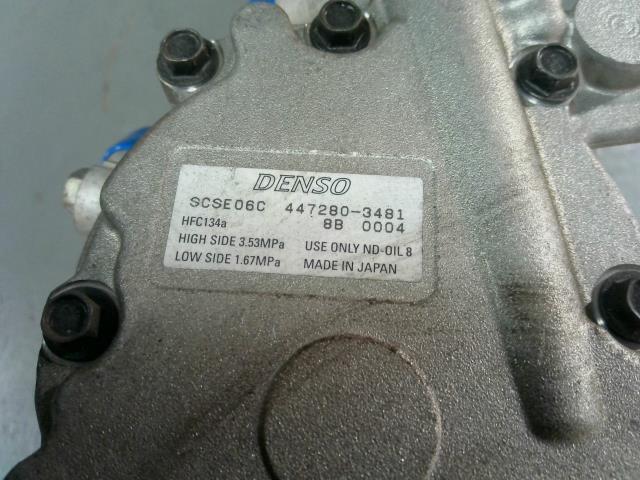 DENSO
SCSE06C 447280-3481
HFC134a 8B 0004
HIGH SIDE 3.53MPa USE ONLY ND-OIL 8
LOW SIDE 1.67MPa MADE IN JAPAN